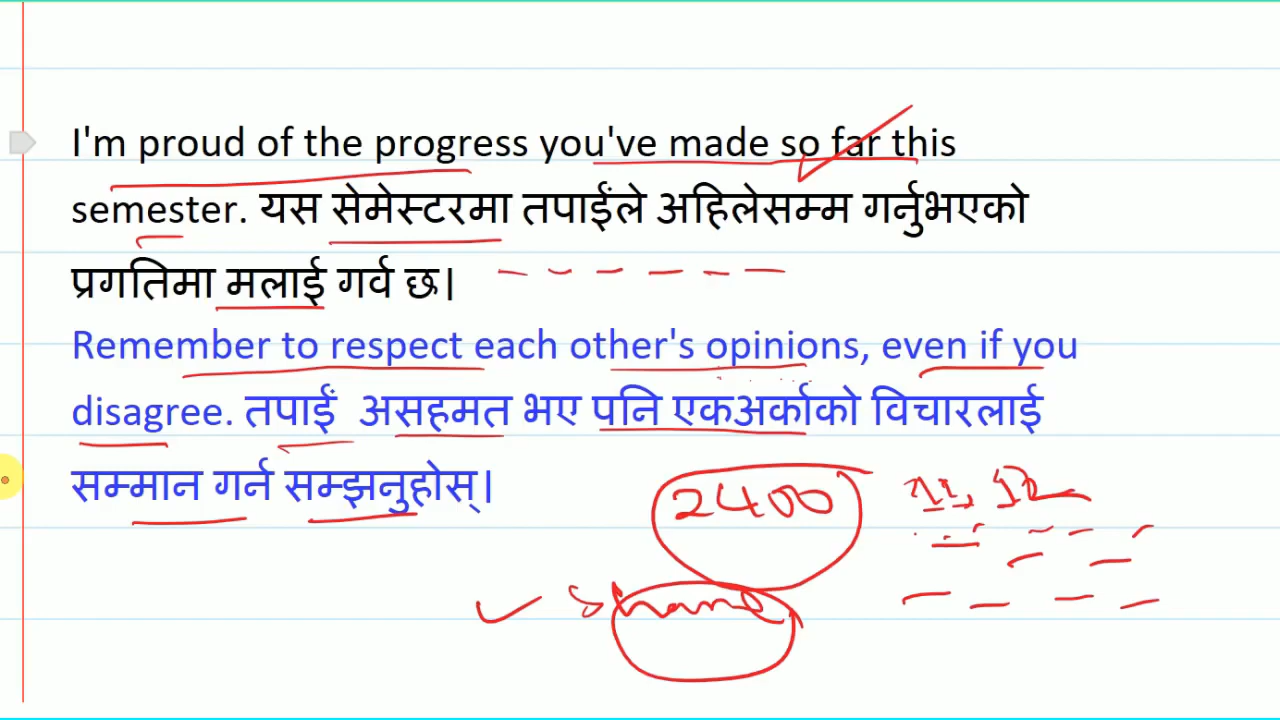 I'm proud of the progress you've made so far this
semester. यस सेमेस्टरमा तपाईंले अहिलेसम्म गर्नुभएको
प्रगतिमा मलाई गर्व छ।
Remember to respect each other's opinions, even if you
disagree. तपाईं असहमत भए पनि एकअर्काको विचारलाई
सम्मान गर्न सम्झनुहोस्।
2400